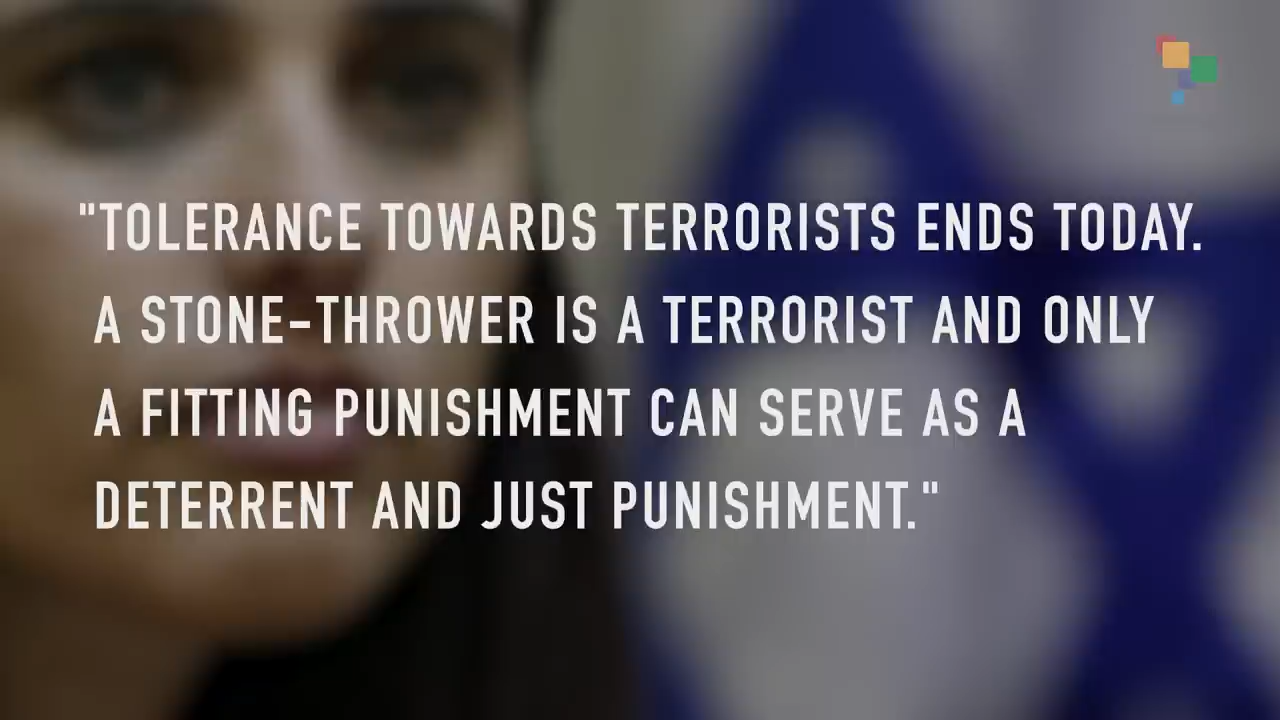 "TOLERANCE TOWARDS TERRORISTS ENDS TODAY.
A STONE-THROWER IS A TERRORIST AND ONLY
A FITTING PUNISHMENT CAN SERVE AS A
DETERRENT AND JUST PUNISHMENT."